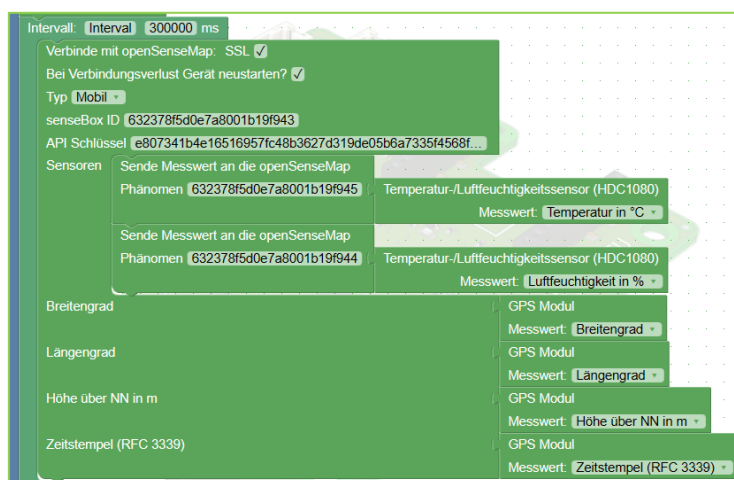 Intervall: Interval 300000 ms
Verbinde mit openSenseMap: SSL
Bei Verbindungsverlust Gerät neustarten?
Typ Mobil
senseBox ID 632378f5d0e7a8001b19f943
API Schlüssel e807341b4e16516957fc48b3627d319de05b6a7335f4568f...
Sensoren Sende Messwert an die openSenseMap
Phänomen 632378f5d0e7a8001b19f945 Temperatur-/Luftfeuchtigkeitssensor (HDC1080)
Messwert: Temperatur in °C
Sende Messwert an die openSenseMap
Phänomen 632378f5d0e7a8001b19f944 Temperatur-/Luftfeuchtigkeitssensor (HDC1080)
Messwert: Luftfeuchtigkeit in %
Breitengrad GPS Modul
Messwert: Breitengrad
Längengrad GPS Modul
Messwert: Längengrad
Höhe über NN in m GPS Modul
Messwert: Höhe über NN in m
Zeitstempel (RFC 3339) GPS Modul
Messwert: Zeitstempel (RFC 3339)